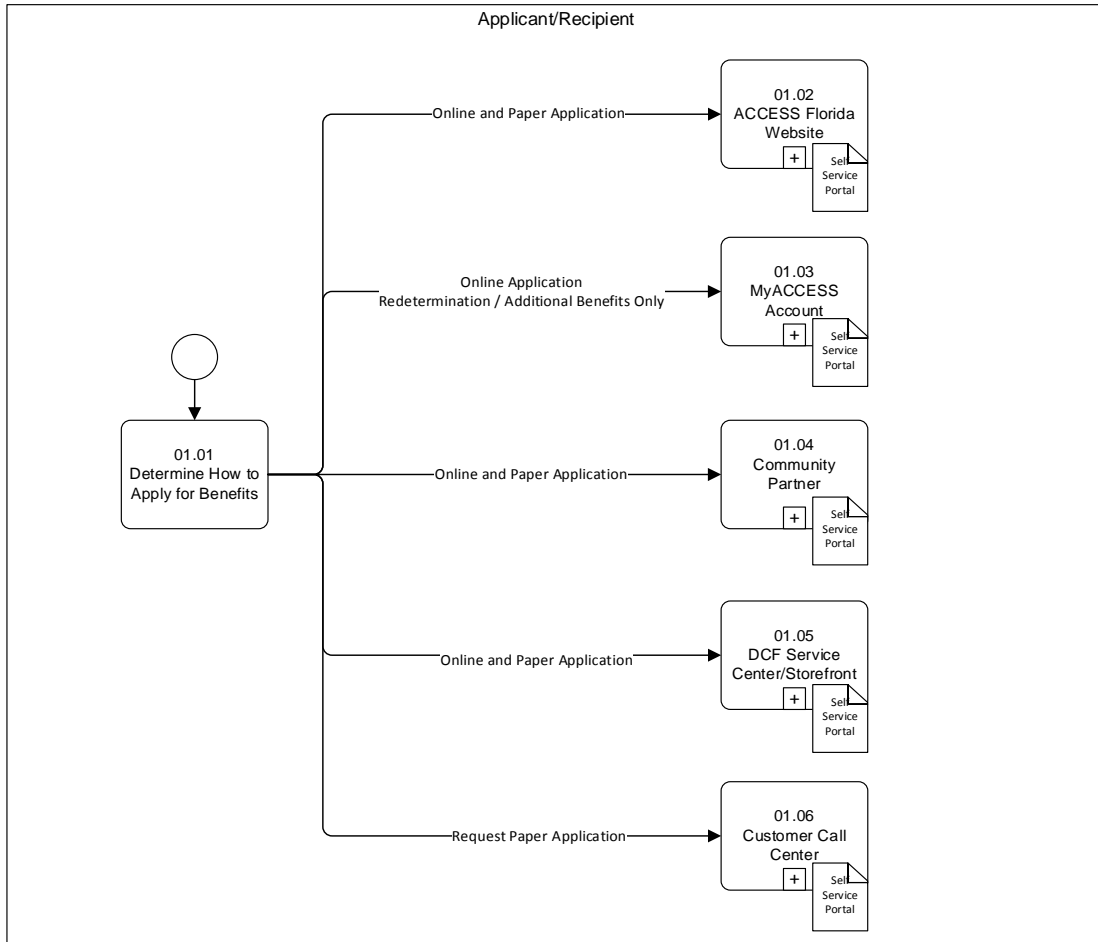 Applicant/Recipient
Online and Paper Application
01.02
ACCESS Florida
Website
+
Self
Service
Portal
Online Application
Redetermination / Additional Benefits Only
01.03
MyACCESS
Account
+
Self
Service
Portal
01.01
Determine How to
Apply for Benefits
Online and Paper Application
01.04
Community
Partner
+
Self
Service
Portal
Online and Paper Application
01.05
DCF Service
Center/Storefront
+
Self
Service
Portal
Request Paper Application
01.06
Customer Call
Center
+
Self
Service
Portal